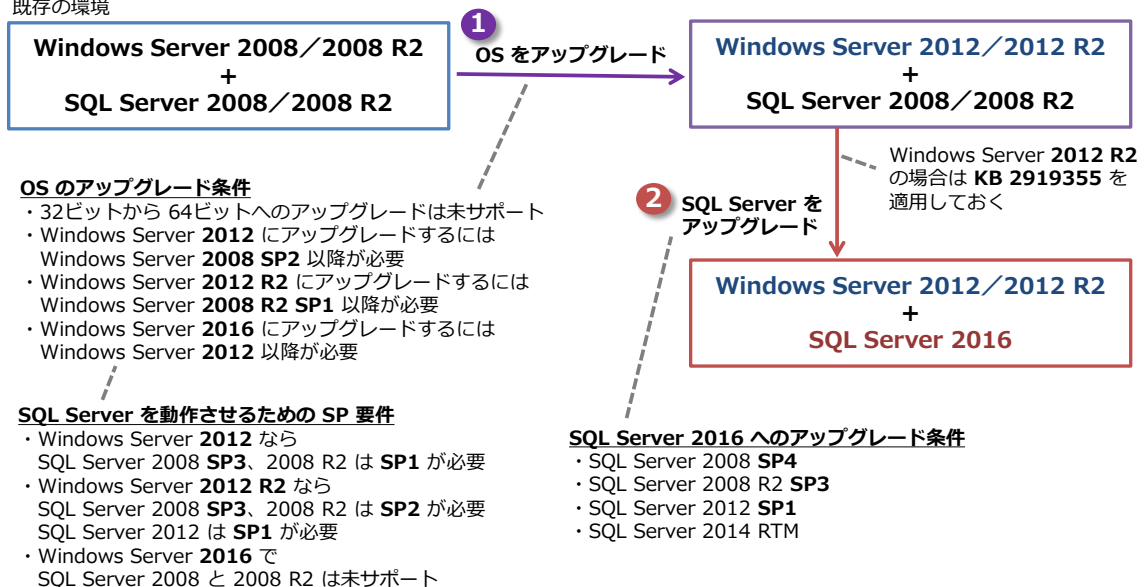 既存の環境
Windows Server 2008／2008 R2
+
SQL Server 2008／2008 R2
1
OS をアップグレード
Windows Server 2012／2012 R2
+
SQL Server 2008／2008 R2
Windows Server 2012 R2
の場合は KB 2919355 を
適用しておく
OS のアップグレード条件
・32ビットから 64ビットへのアップグレードは未サポート
・Windows Server 2012 にアップグレードするには
Windows Server 2008 SP2 以降が必要
・Windows Server 2012 R2 にアップグレードするには
Windows Server 2008 R2 SP1 以降が必要
・Windows Server 2016 にアップグレードするには
Windows Server 2012 以降が必要
2
SQL Server を
アップグレード
Windows Server 2012／2012 R2
+
SQL Server 2016
SQL Server を動作させるための SP 要件
・Windows Server 2012 なら
SQL Server 2008 SP3、2008 R2 は SP1 が必要
・Windows Server 2012 R2 なら
SQL Server 2008 SP3、2008 R2 は SP2 が必要
SQL Server 2012 は SP1 が必要
・Windows Server 2016 で
SQL Server 2008 と 2008 R2 は未サポート
SQL Server 2016 へのアップグレード条件
・SQL Server 2008 SP4
・SQL Server 2008 R2 SP3
・SQL Server 2012 SP1
・SQL Server 2014 RTM